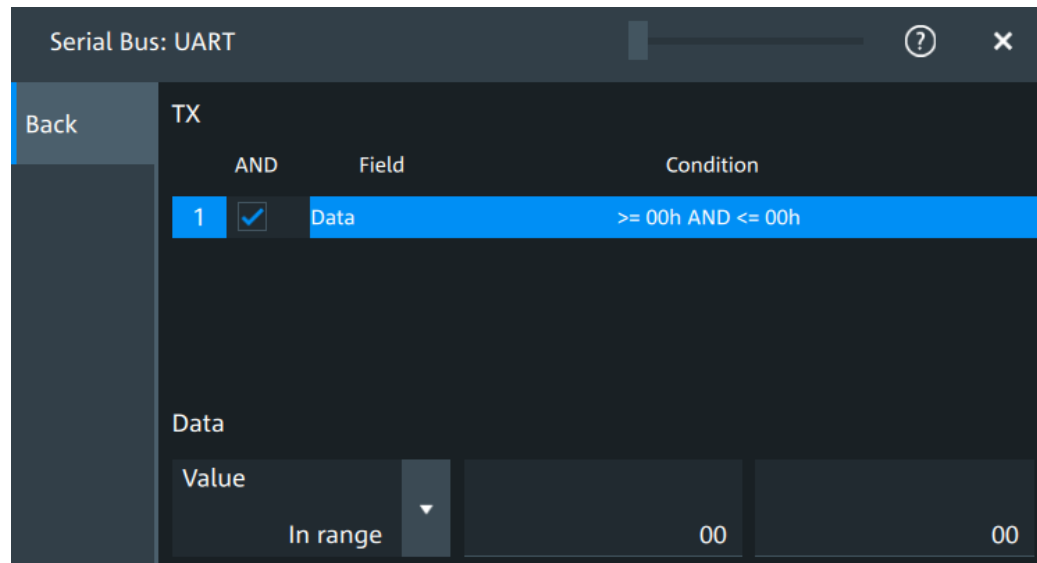 Serial Bus: UART ? ×
Back TX
AND Field Condition
1 Data >= 00h AND <= 00h
Data
Value
In range 00 00